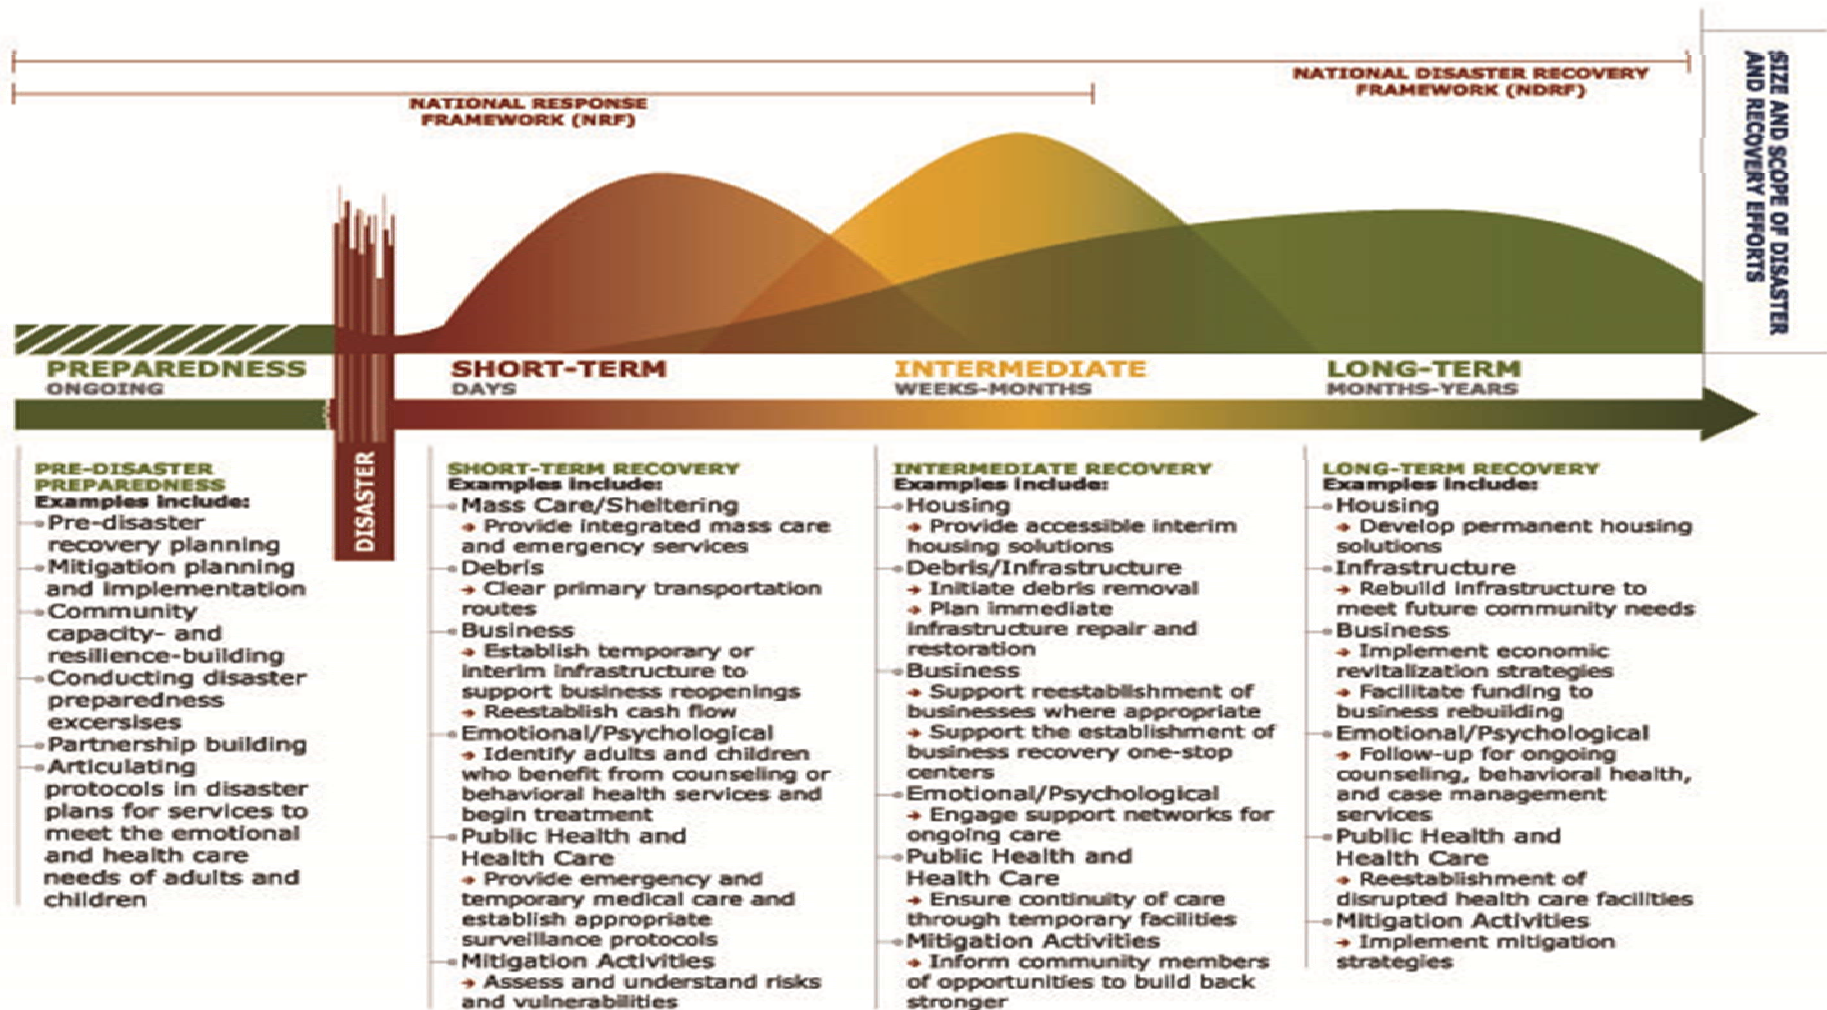 NATIONAL DISASTER RECOVERY
FRAMEWORK (NDRF)
NATIONAL RESPONSE
FRAMEWORK (NRF)
SIZE AND SCOPE OF DISASTER
AND RECOVERY EFFORTS
PREPAREDNESS
ONGOING
SHORT-TERM
DAYS
INTERMEDIATE
WEEKS-MONTHS
LONG-TERM
MONTHS-YEARS
DISASTER
PRE-DISASTER
PREPAREDNESS
Examples include:
Pre-disaster
recovery planning
Mitigation planning
and implementation
Community
capacity- and
resilience-building
Conducting disaster
preparedness
excersises
Partnership building
Articulating
protocols in disaster
plans for services to
meet the emotional
and health care
needs of adults and
children
SHORT-TERM RECOVERY
Examples include:
Mass Care/Sheltering
→ Provide integrated mass care
and emergency services
Debris
→ Clear primary transportation
routes
Business
→ Establish temporary or
interim infrastructure to
support business reopenings
→ Reestablish cash flow
Emotional/Psychological
→ Identify adults and children
who benefit from counseling or
behavioral health services and
begin treatment
Public Health and
Health Care
→ Provide emergency and
temporary medical care and
establish appropriate
surveillance protocols
Mitigation Activities
→ Assess and understand risks
and vulnerabilities
INTERMEDIATE RECOVERY
Examples include:
Housing
→ Provide accessible interim
housing solutions
Debris/Infrastructure
→ Initiate debris removal
→ Plan immediate
infrastructure repair and
restoration
Business
→ Support reestablishment of
businesses where appropriate
→ Support the establishment of
business recovery one-stop
centers
Emotional/Psychological
→ Engage support networks for
ongoing care
Public Health and
Health Care
→ Ensure continuity of care
through temporary facilities
Mitigation Activities
→ Inform community members
of opportunities to build back
stronger
LONG-TERM RECOVERY
Examples include:
Housing
→ Develop permanent housing
solutions
Infrastructure
→ Rebuild infrastructure to
meet future community needs
Business
→ Implement economic
revitalization strategies
→ Facilitate funding to
business rebuilding
Emotional/Psychological
→ Follow-up for ongoing
counseling, behavioral health,
and case management
services
Public Health and
Health Care
→ Reestablishment of
disrupted health care facilities
Mitigation Activities
→ Implement mitigation
strategies